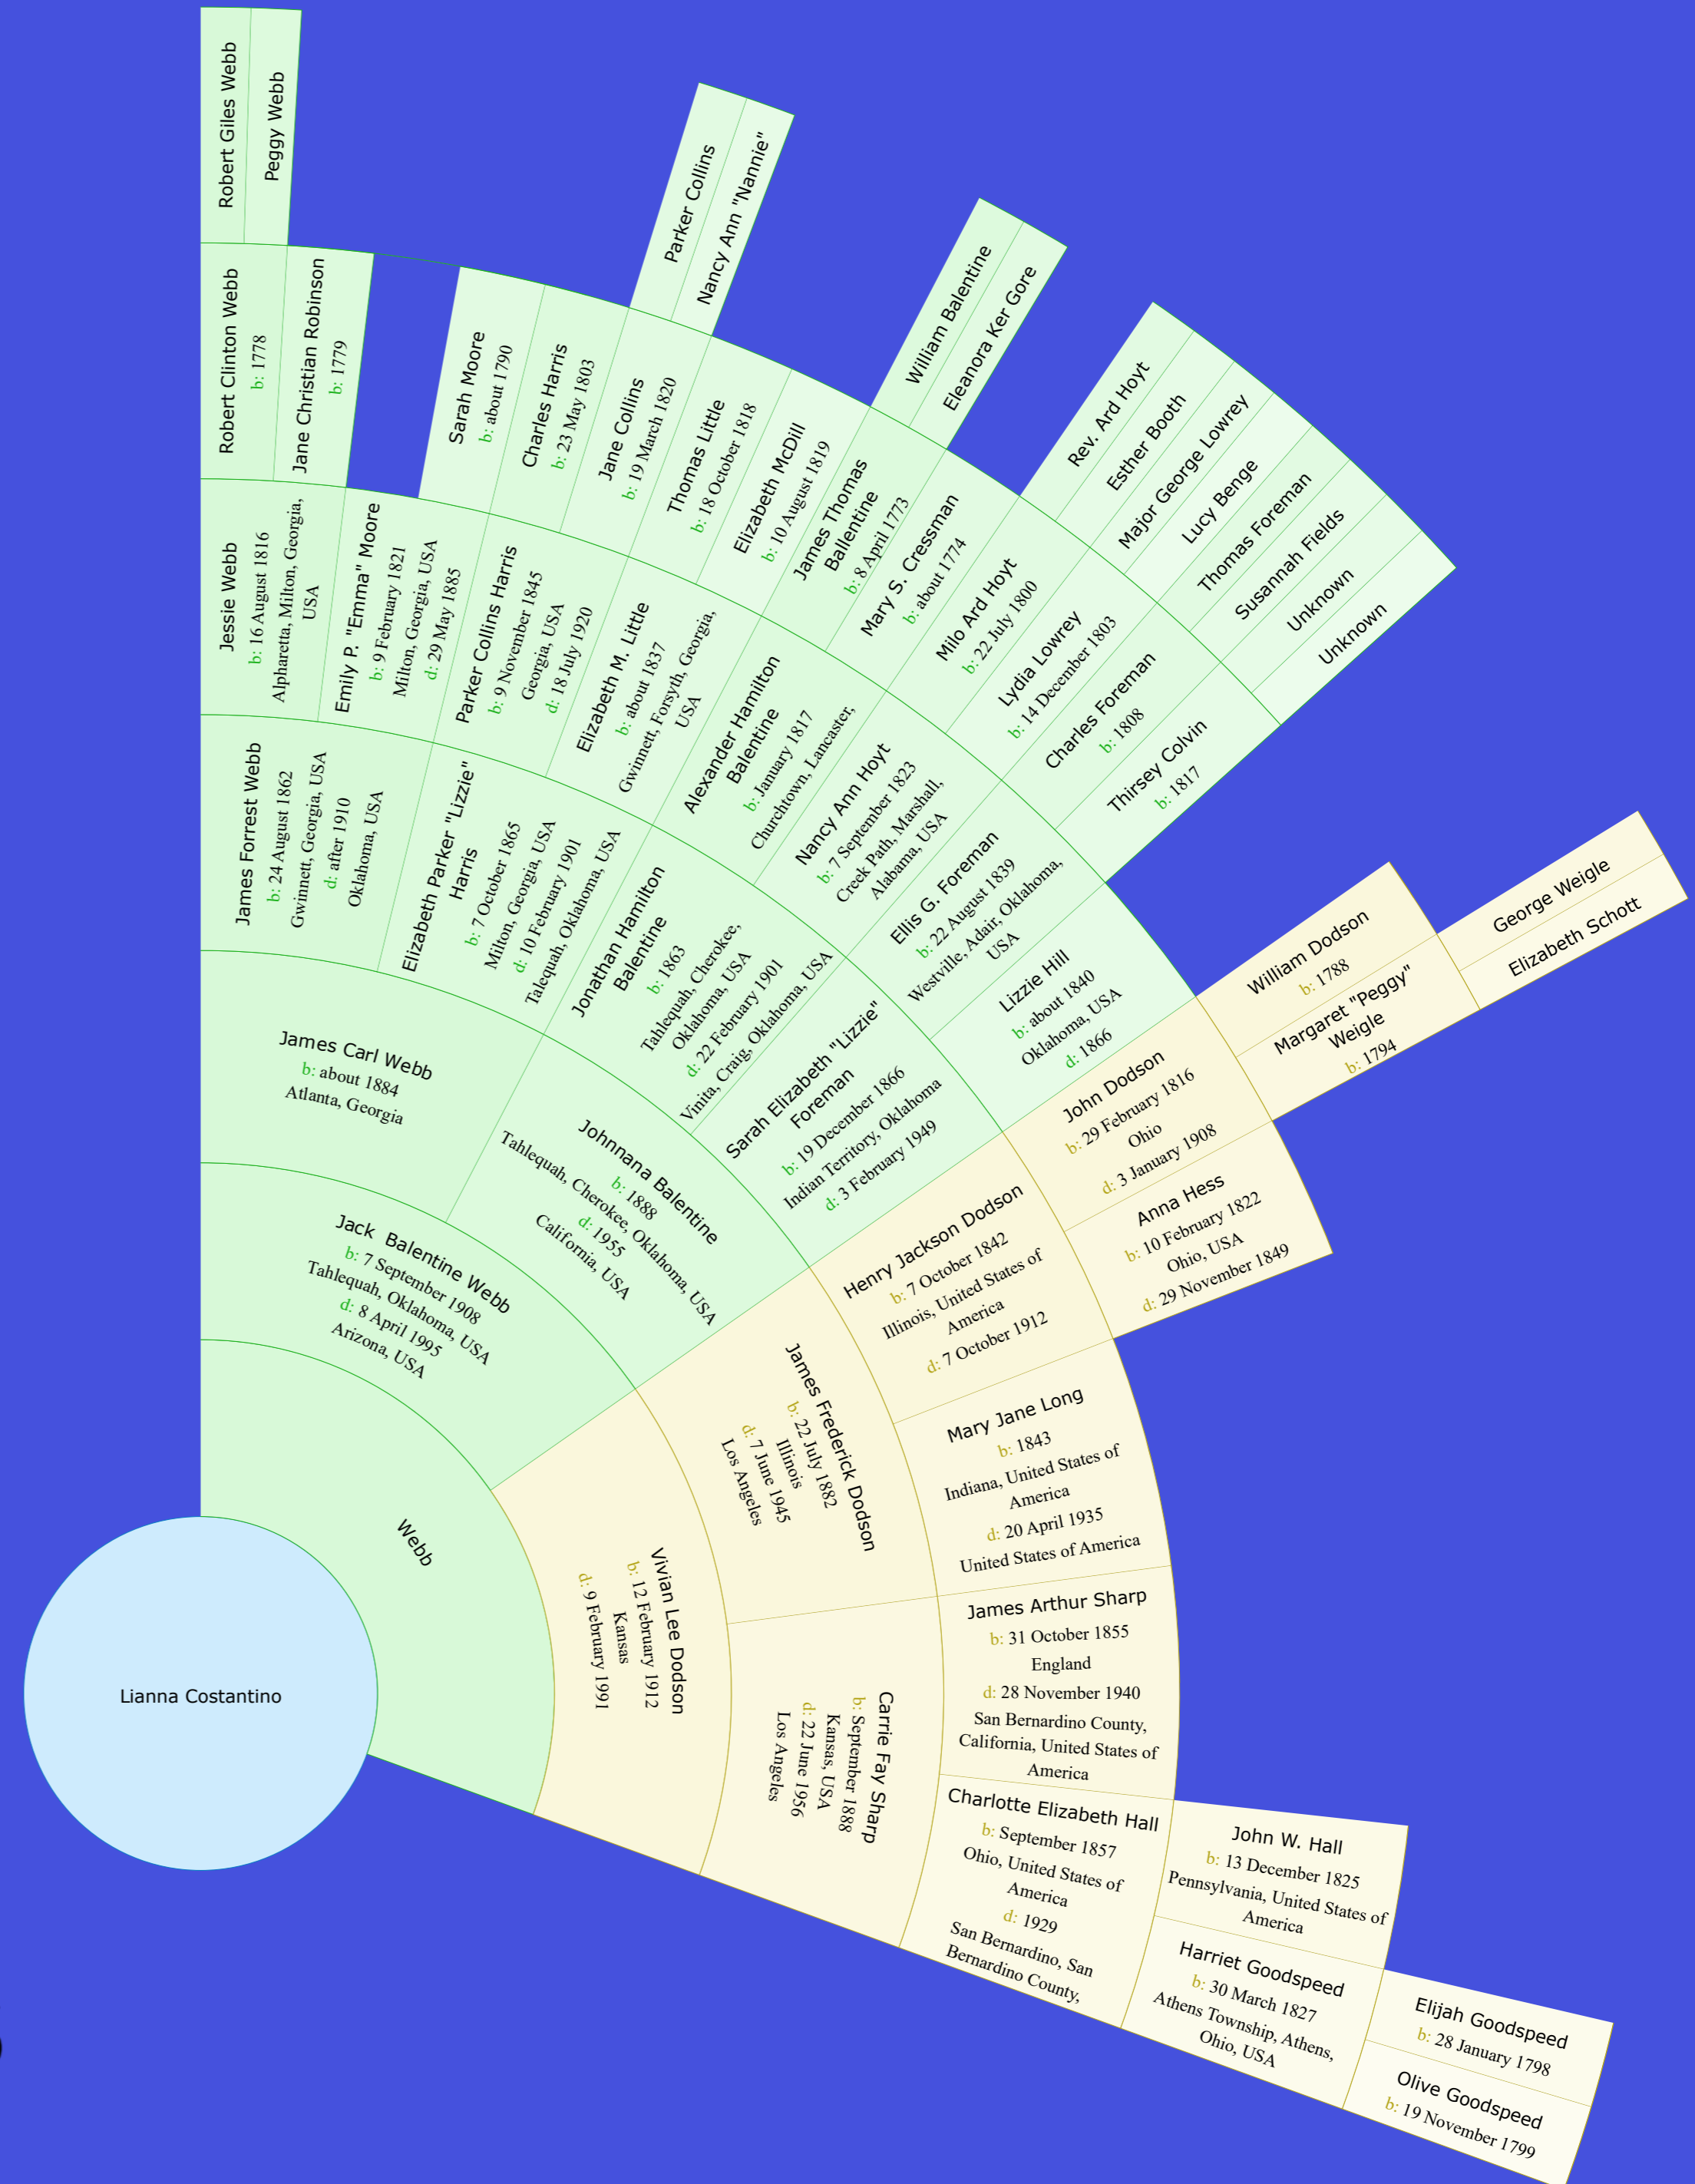 Lianna Costantino
Webb
Jack Balentine Webb
b: 7 September 1908
Tahlequah, Oklahoma, USA
d: 8 April 1995
Arizona, USA
Vivian Lee Dodson
b: 12 February 1912
Kansas
d: 9 February 1991
James Carl Webb
b: about 1884
Atlanta, Georgia
Johnnana Balentine
b: 1888
Tahlequah, Cherokee, Oklahoma, USA
d: 1955
California, USA
James Frederick Dodson
b: 22 July 1882
Illinois
d: 7 June 1945
Los Angeles
Carrie Fay Sharp
b: September 1888
Kansas, USA
d: 22 June 1956
Los Angeles
James Forrest Webb
b: 24 August 1862
Gwinnett, Georgia, USA
d: after 1910
Oklahoma, USA
Elizabeth Parker "Lizzie"
Harris
b: 7 October 1865
Milton, Georgia, USA
d: 10 February 1901
Talequah, Oklahoma, USA
Jonathan Hamilton
Balentine
b: 1863
Tahlequah, Cherokee,
Oklahoma, USA
d: 22 February 1901
Vinita, Craig, Oklahoma, USA
Sarah Elizabeth "Lizzie"
Foreman
b: 19 December 1866
Indian Territory, Oklahoma
d: 3 February 1949
Henry Jackson Dodson
b: 7 October 1842
Illinois, United States of
America
d: 7 October 1912
Mary Jane Long
b: 1843
Indiana, United States of
America
d: 20 April 1935
United States of America
James Arthur Sharp
b: 31 October 1855
England
d: 28 November 1940
San Bernardino County,
California, United States of
America
Charlotte Elizabeth Hall
b: September 1857
Ohio, United States of
America
d: 1929
San Bernardino, San
Bernardino County,
Jessie Webb
b: 16 August 1816
Alpharetta, Milton, Georgia,
USA
Emily P. "Emma" Moore
b: 9 February 1821
Milton, Georgia, USA
d: 29 May 1885
Parker Collins Harris
b: 9 November 1845
Georgia, USA
d: 18 July 1920
Elizabeth M. Little
b: about 1837
Gwinnett, Forsyth, Georgia,
USA
Alexander Hamilton
Balentine
b: January 1817
Churchtown, Lancaster,
Nancy Ann Hoyt
b: 7 September 1823
Creek Path, Marshall,
Alabama, USA
Ellis G. Foreman
b: 22 August 1839
Westville, Adair, Oklahoma,
USA
Lizzie Hill
b: about 1840
Oklahoma, USA
d: 1866
John Dodson
b: 29 February 1816
Ohio
d: 3 January 1908
Anna Hess
b: 10 February 1822
Ohio, USA
d: 29 November 1849
John W. Hall
b: 13 December 1825
Pennsylvania, United States of
America
Harriet Goodspeed
b: 30 March 1827
Athens Township, Athens,
Ohio, USA
Robert Clinton Webb
b: 1778
Jane Christian Robinson
b: 1779
Sarah Moore
b: about 1790
Charles Harris
b: 23 May 1803
Jane Collins
b: 19 March 1820
Thomas Little
b: 18 October 1818
Elizabeth McDill
b: 10 August 1819
James Thomas
Ballentine
b: 8 April 1773
Mary S. Cressman
b: about 1774
Milo Ard Hoyt
b: 22 July 1800
Lydia Lowrey
b: 14 December 1803
Charles Foreman
b: 1808
Thirsey Colvin
b: 1817
William Dodson
b: 1788
Margaret "Peggy"
Weigle
b: 1794
Elijah Goodspeed
b: 28 January 1798
Olive Goodspeed
b: 19 November 1799
Robert Giles Webb
Peggy Webb
Parker Collins
Nancy Ann "Nannie"
William Balentine
Eleanora Ker Gore
Rev. Ard Hoyt
Esther Booth
Major George Lowrey
Lucy Benge
Thomas Foreman
Susannah Fields
Unknown
Unknown
George Weigle
Elizabeth Schott